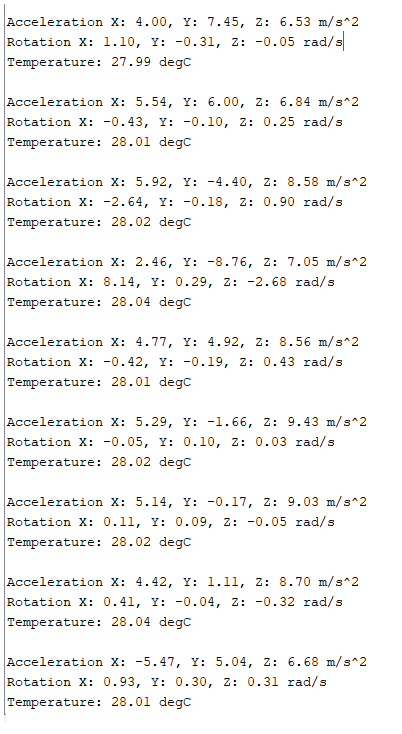 Acceleration X: 4.00, Y: 7.45, Z: 6.53 m/s^2
Rotation X: 1.10, Y: -0.31, Z: -0.05 rad/s
Temperature: 27.99 degC
Acceleration X: 5.54, Y: 6.00, Z: 6.84 m/s^2
Rotation X: -0.43, Y: -0.10, Z: 0.25 rad/s
Temperature: 28.01 degC
Acceleration X: 5.92, Y: -4.40, Z: 8.58 m/s^2
Rotation X: -2.64, Y: -0.18, Z: 0.90 rad/s
Temperature: 28.02 degC
Acceleration X: 2.46, Y: -8.76, Z: 7.05 m/s^2
Rotation X: 8.14, Y: 0.29, Z: -2.68 rad/s
Temperature: 28.04 degC
Acceleration X: 4.77, Y: 4.92, Z: 8.56 m/s^2
Rotation X: -0.42, Y: -0.19, Z: 0.43 rad/s
Temperature: 28.01 degC
Acceleration X: 5.29, Y: -1.66, Z: 9.43 m/s^2
Rotation X: -0.05, Y: 0.10, Z: 0.03 rad/s
Temperature: 28.02 degC
Acceleration X: 5.14, Y: -0.17, Z: 9.03 m/s^2
Rotation X: 0.11, Y: 0.09, Z: -0.05 rad/s
Temperature: 28.02 degC
Acceleration X: 4.42, Y: 1.11, Z: 8.70 m/s^2
Rotation X: 0.41, Y: -0.04, Z: -0.32 rad/s
Temperature: 28.04 degC
Acceleration X: -5.47, Y: 5.04, Z: 6.68 m/s^2
Rotation X: 0.93, Y: 0.30, Z: 0.31 rad/s
Temperature: 28.01 degC